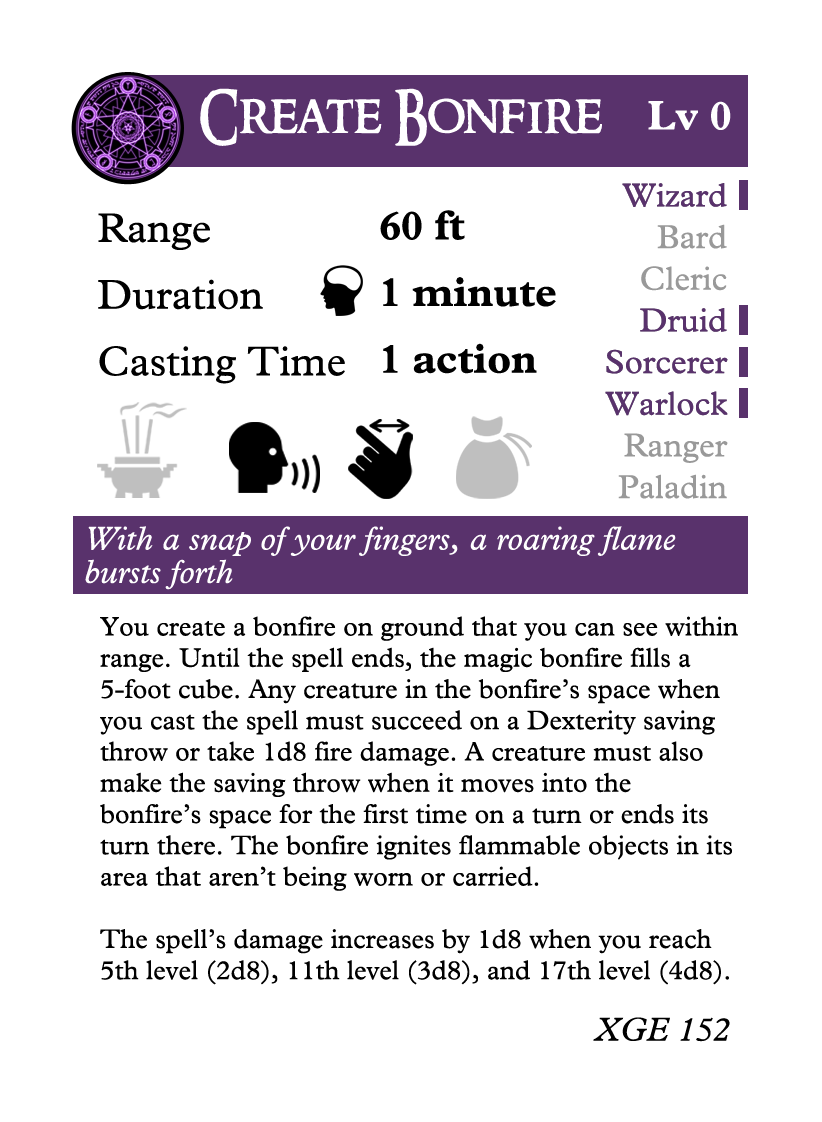 CREATE BONFIRE Lv 0
Wizard
Range 60 ft
Bard
Cleric
Duration 1 minute
Druid
Casting Time 1 action
Sorcerer
Warlock
Ranger
Paladin
With a snap of your fingers, a roaring flame
bursts forth
You create a bonfire on ground that you can see within
range. Until the spell ends, the magic bonfire fills a
5-foot cube. Any creature in the bonfire’s space when
you cast the spell must succeed on a Dexterity saving
throw or take 1d8 fire damage. A creature must also
make the saving throw when it moves into the
bonfire’s space for the first time on a turn or ends its
turn there. The bonfire ignites flammable objects in its
area that aren’t being worn or carried.
The spell’s damage increases by 1d8 when you reach
5th level (2d8), 11th level (3d8), and 17th level (4d8).
XGE 152